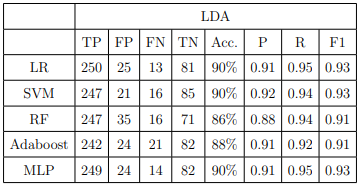 LDA
TP FP FN TN Acc. P R F1
LR 250 25 13 81 90% 0.91 0.95 0.93
SVM 247 21 16 85 90% 0.92 0.94 0.93
RF 247 35 16 71 86% 0.88 0.94 0.91
Adaboost 242 24 21 82 88% 0.91 0.92 0.91
MLP 249 24 14 82 90% 0.91 0.95 0.93